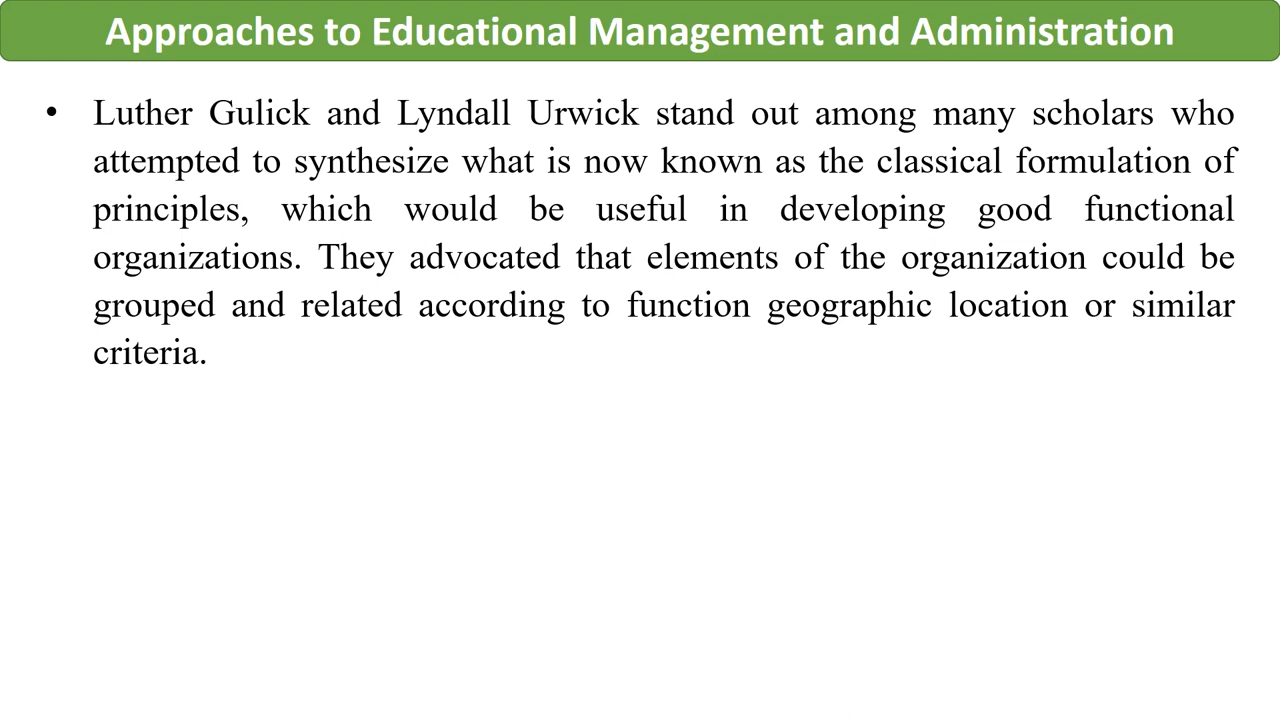 Approaches to Educational Management and Administration
• Luther Gulick and Lyndall Urwick stand out among many scholars who
attempted to synthesize what is now known as the classical formulation of
principles, which would be useful in developing good functional
organizations. They advocated that elements of the organization could be
grouped and related according to function geographic location or similar
criteria.